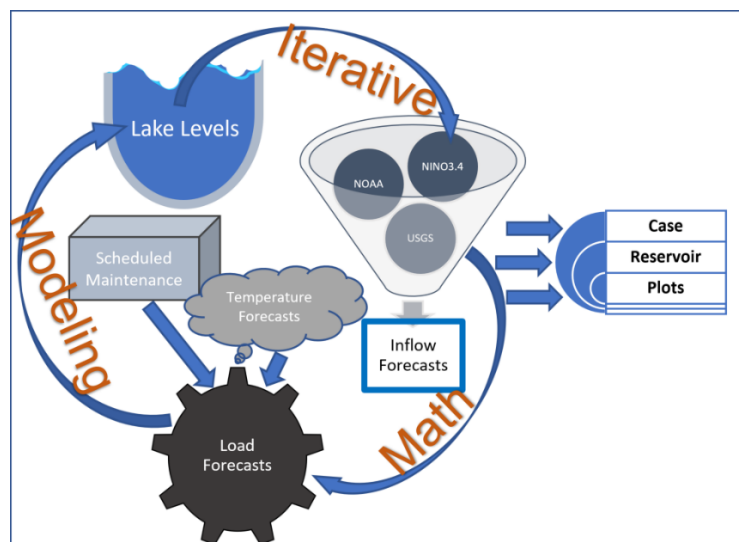 Iterative
Lake Levels
NINO3.4
NOAA
USGS
Case
Reservoir
Plots
Modeling
Scheduled
Maintenance
Temperature
Forecasts
Inflow
Forecasts
Math
Load
Forecasts